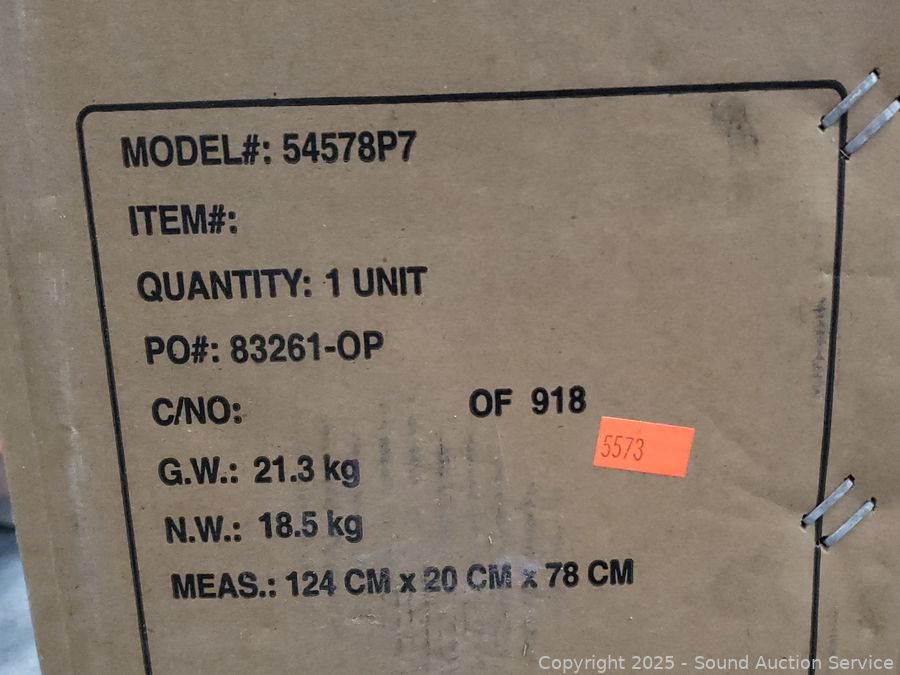 MODEL#: 54578P7
ITEM#:
QUANTITY: 1 UNIT
PO#: 83261-OP
C/NO: OF 918
5573
G.W.: 21.3 kg
N.W.: 18.5 kg
MEAS.: 124 CM x 20 CM x 78 CM
Copyright 2025 - Sound Auction Service